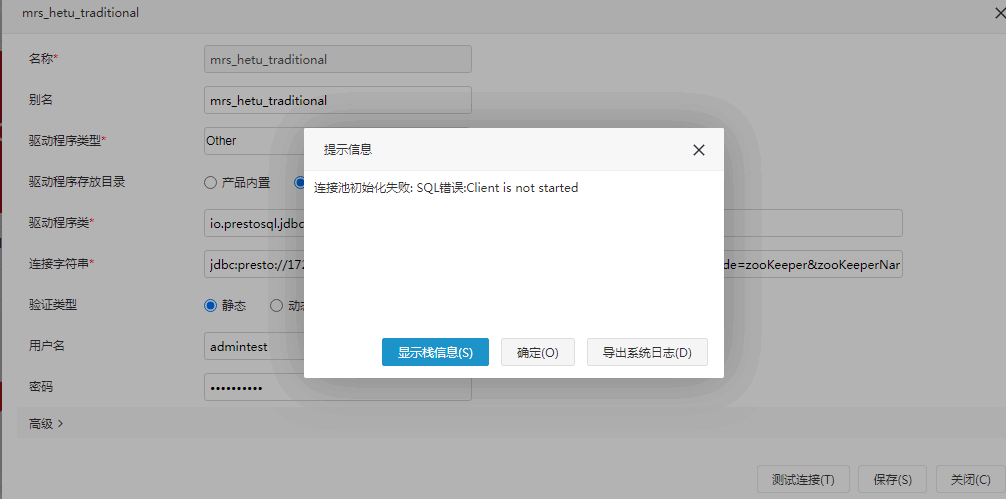 mrs_hetu_traditional
名称*
mrs_hetu_traditional
别名
mrs_hetu_traditional
驱动程序类型*
Other
驱动程序存放目录
产品内置
驱动程序类*
io.prestosql.jdbc
连接字符串*
jdbc:presto://172
de=zooKeeper&zooKeeperNar
验证类型
静态
动态
用户名
admintest
密码
••••••••••
高级
提示信息
连接池初始化失败: SQL错误:Client is not started
显示栈信息(S)
确定(O)
导出系统日志(D)
测试连接(T)
保存(S)
关闭(C)